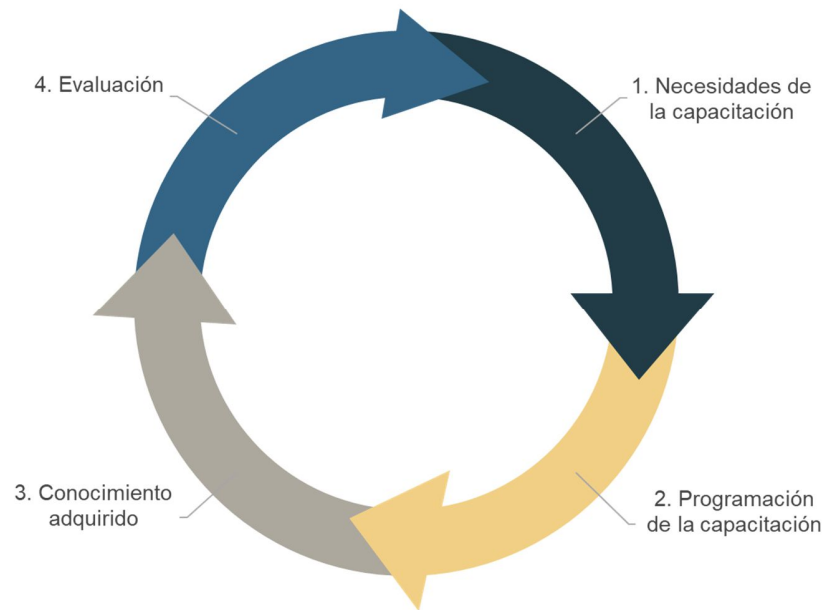 1. Necesidades de
la capacitación
2. Programación
de la capacitación
3. Conocimiento
adquirido
4. Evaluación